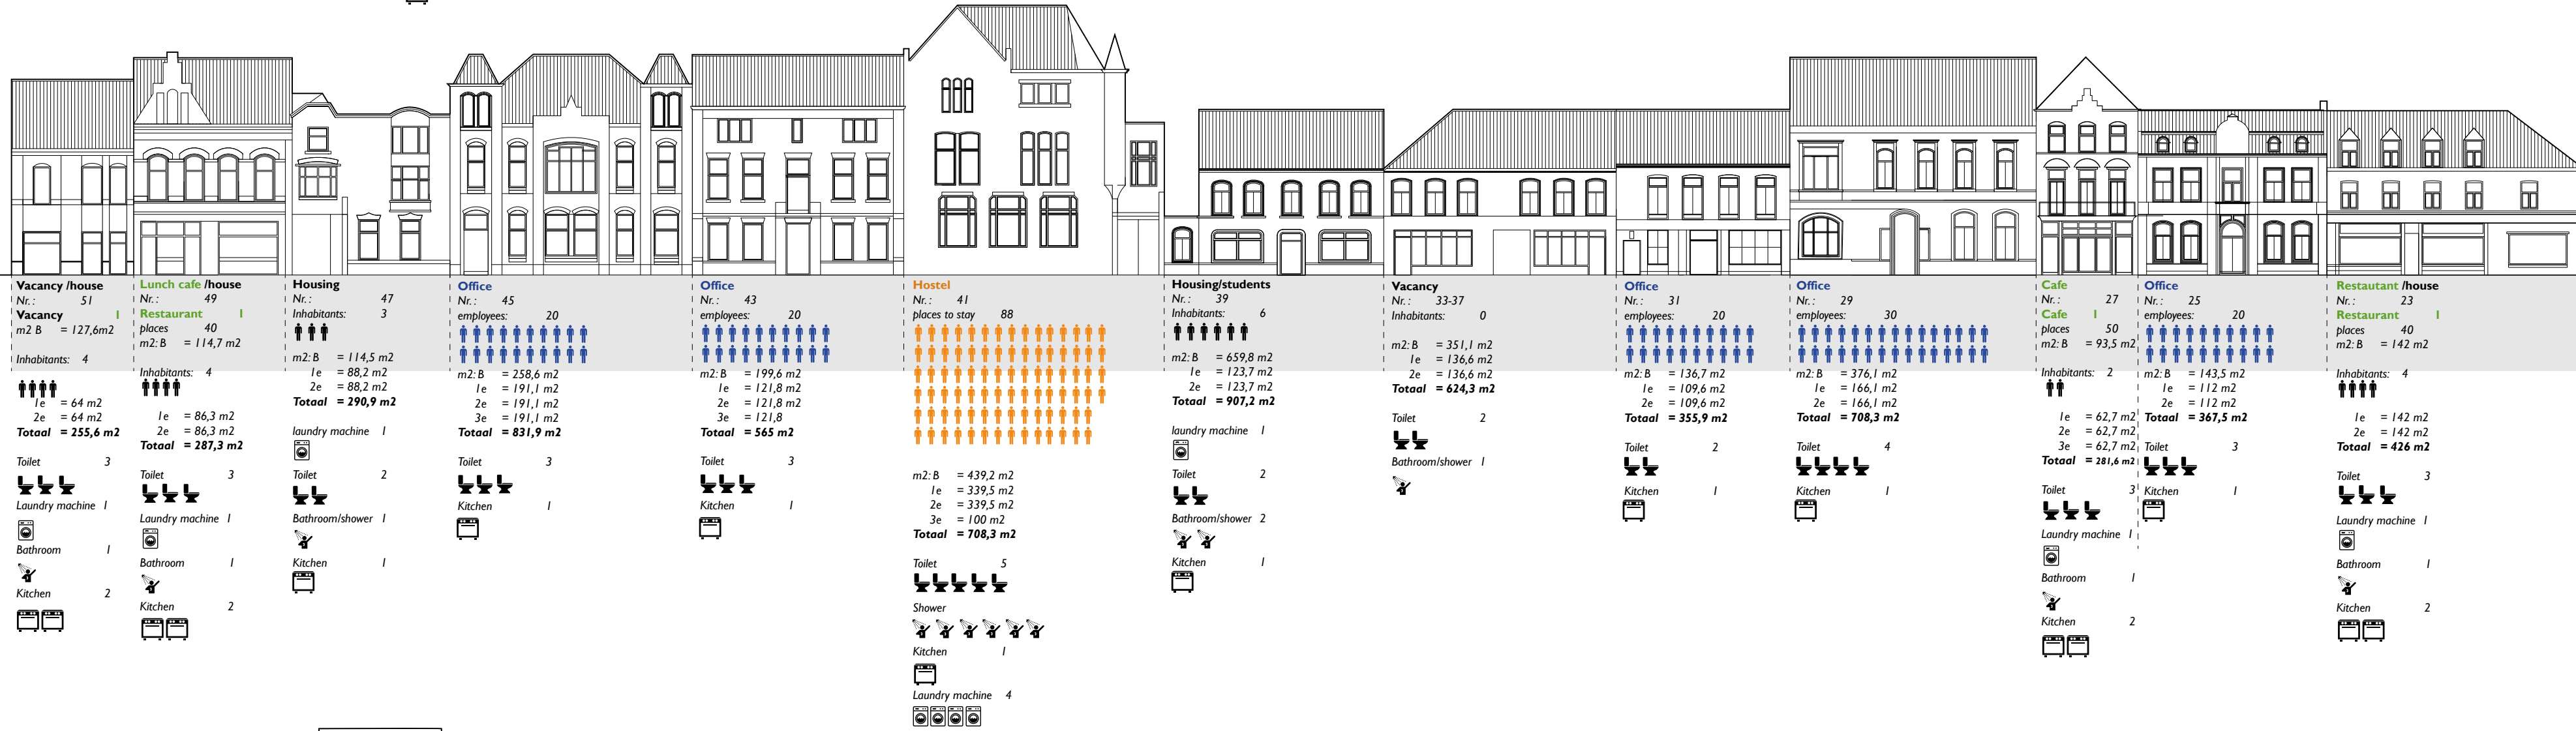 Vacancy /house
Nr. : 51
Vacancy 1
m2 B = 127,6m2
Inhabitants: 4
1e = 64 m2
2e = 64 m2
Totaal = 255,6 m2
Toilet 3
Laundry machine 1
Bathroom 1
Kitchen 2
Lunch cafe /house
Nr. : 49
Restaurant 1
places 40
m2: B = 114,7 m2
Inhabitants: 4
1e = 86,3 m2
2e = 86,3 m2
Totaal = 287,3 m2
Toilet 3
Laundry machine 1
Bathroom 1
Kitchen 2
Housing
Nr. : 47
Inhabitants: 3
m2: B = 114,5 m2
1e = 88,2 m2
2e = 88,2 m2
Totaal = 290,9 m2
laundry machine 1
Toilet 2
Bathroom/shower 1
Kitchen 1
Office
Nr. : 45
employees: 20
m2: B = 258,6 m2
1e = 191,1 m2
2e = 191,1 m2
3e = 191,1 m2
Totaal = 831,9 m2
Toilet 3
Kitchen 1
Office
Nr. : 43
employees: 20
m2: B = 199,6 m2
1e = 121,8 m2
2e = 121,8 m2
3e = 121,8
Totaal = 565 m2
Toilet 3
Kitchen 1
Hostel
Nr. : 41
places to stay 88
m2: B = 439,2 m2
1e = 339,5 m2
2e = 339,5 m2
3e = 100 m2
Totaal = 708,3 m2
Toilet 5
Shower
Kitchen 1
Laundry machine 4
Housing/students
Nr. : 39
Inhabitants: 6
m2: B = 659,8 m2
1e = 123,7 m2
2e = 123,7 m2
Totaal = 907,2 m2
laundry machine 1
Toilet 2
Bathroom/shower 2
Kitchen 1
Vacancy
Nr. : 33-37
Inhabitants: 0
m2: B = 351,1 m2
1e = 136,6 m2
2e = 136,6 m2
Totaal = 624,3 m2
Toilet 2
Bathroom/shower 1
Office
Nr. : 31
employees: 20
m2: B = 136,7 m2
1e = 109,6 m2
2e = 109,6 m2
Totaal = 355,9 m2
Toilet 2
Kitchen 1
Office
Nr. : 29
employees: 30
m2: B = 376,1 m2
1e = 166,1 m2
2e = 166,1 m2
Totaal = 708,3 m2
Toilet 4
Kitchen 1
Cafe
Nr. : 27
Cafe 1
places 50
m2: B = 93,5 m2
Inhabitants: 2
1e = 62,7 m2
2e = 62,7 m2
3e = 62,7 m2
Totaal = 281,6 m2
Toilet 3
Laundry machine 1
Bathroom 1
Kitchen 2
Office
Nr. : 25
employees: 20
m2: B = 143,5 m2
1e = 112 m2
2e = 112 m2
Totaal = 367,5 m2
Toilet 3
Kitchen 1
Restautant /house
Nr. : 23
Restaurant 1
places 40
m2: B = 142 m2
Inhabitants: 4
1e = 142 m2
2e = 142 m2
Totaal = 426 m2
Toilet 3
Laundry machine 1
Bathroom 1
Kitchen 2